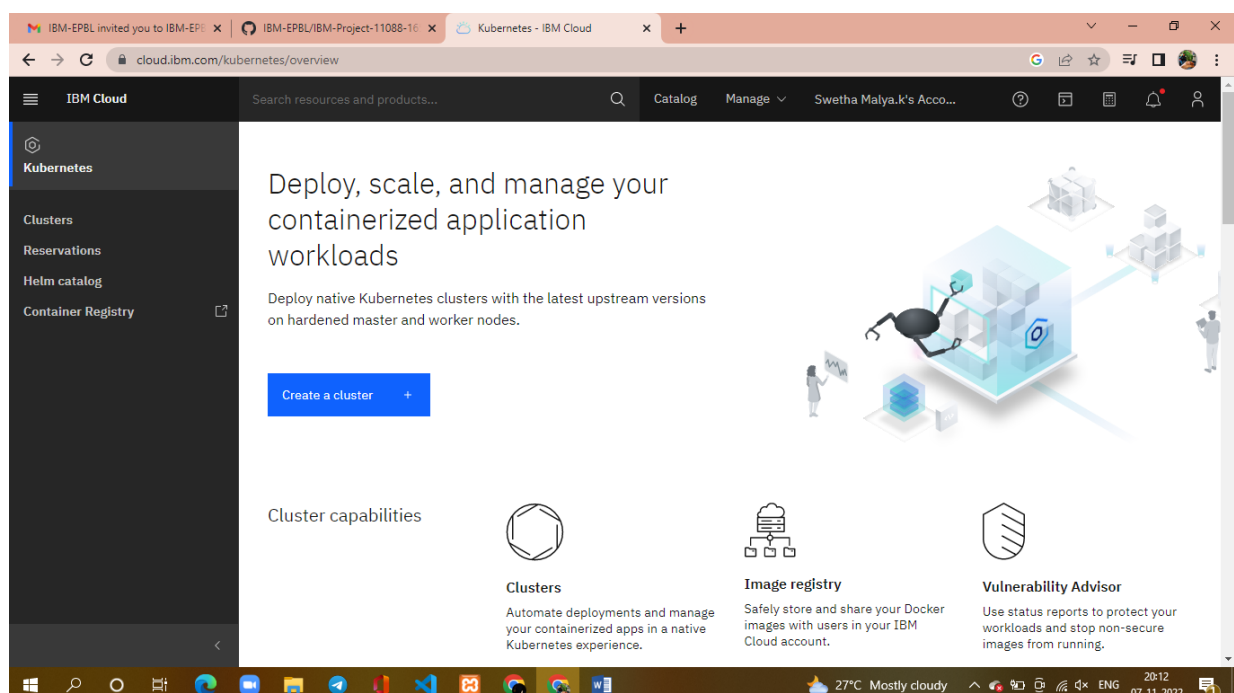 IBM-EPBL invited you to IBM-EPB
IBM-EPBL/IBM-Project-11088-16
Kubernetes - IBM Cloud
cloud.ibm.com/kubernetes/overview
IBM Cloud
Search resources and products...
Catalog
Manage
Swetha Malya.k's Acco...
Kubernetes
Clusters
Reservations
Helm catalog
Container Registry
Deploy, scale, and manage your
containerized application
workloads
Deploy native Kubernetes clusters with the latest upstream versions
on hardened master and worker nodes.
Create a cluster +
Cluster capabilities
Clusters
Automate deployments and manage
your containerized apps in a native
Kubernetes experience.
Image registry
Safely store and share your Docker
images with users in your IBM
Cloud account.
Vulnerability Advisor
Use status reports to protect your
workloads and stop non-secure
images from running.
27°C Mostly cloudy
ENG
20:12
07-11-2022